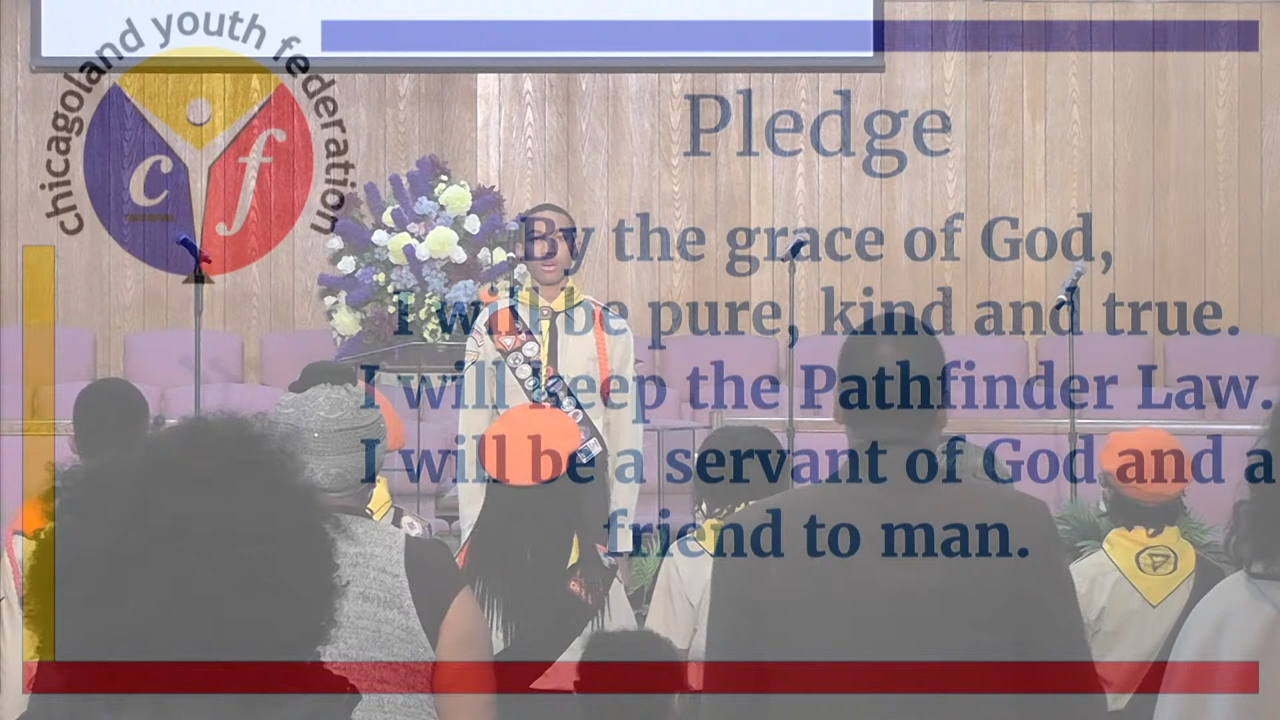 chicagoland youth federation
c f
Pledge
By the grace of God,
I will be pure, kind and true.
I will keep the Pathfinder Law.
I will be a servant of God and a
friend to man.